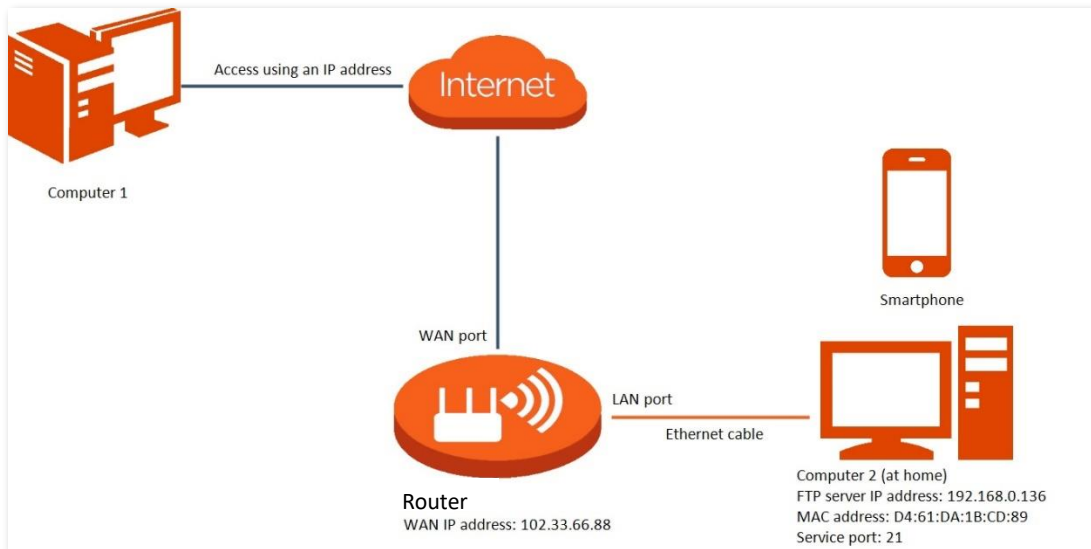 Access using an IP address
Internet
Computer 1
Smartphone
WAN port
LAN port
Ethernet cable
Router
WAN IP address: 102.33.66.88
Computer 2 (at home)
FTP server IP address: 192.168.0.136
MAC address: D4:61:DA:1B:CD:89
Service port: 21